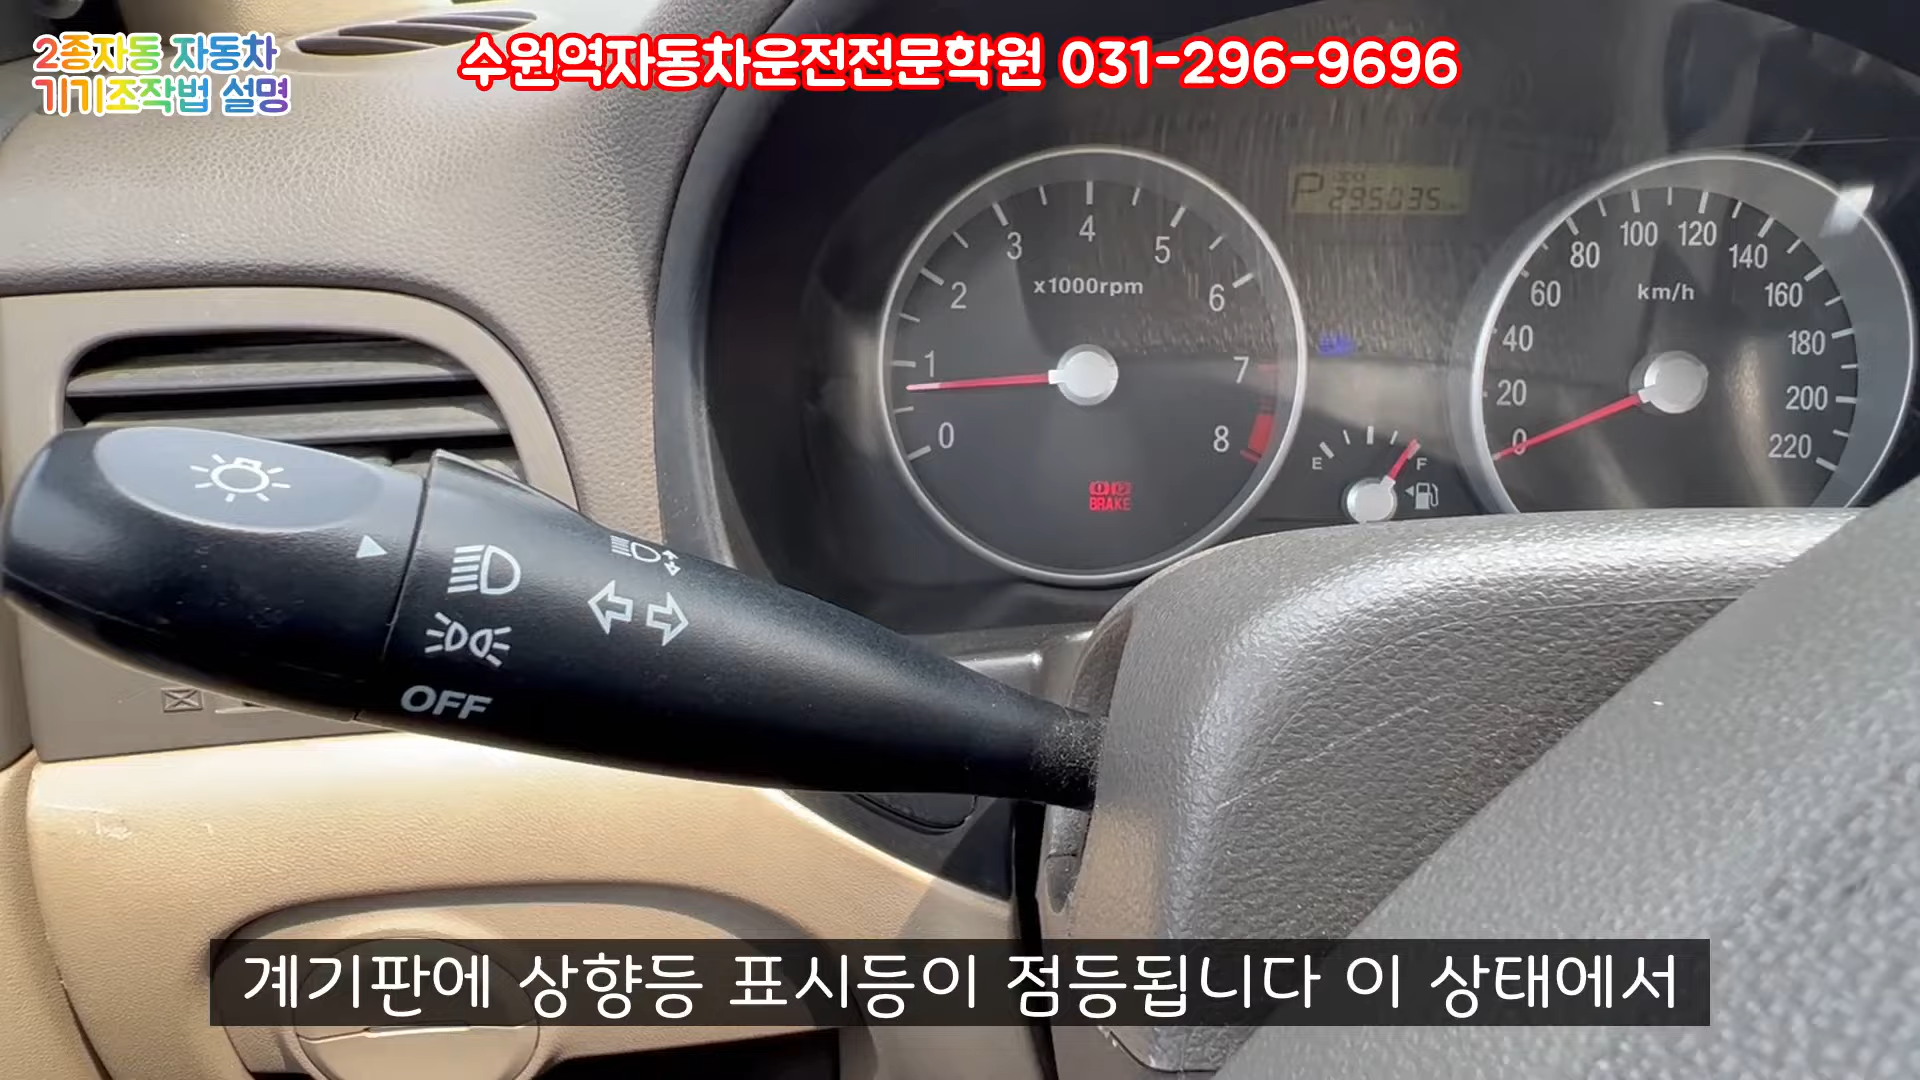 2종자동 자동차
기기조작법 설명
수원역자동차운전전문학원 031-296-9696
P 295035
0 1 2 3 4 5 6 7 8
x1000rpm
BRAKE
E F
0 20 40 60 80 100 120 140 160 180 200 220
km/h
OFF
계기판에 상향등 표시등이 점등됩니다 이 상태에서